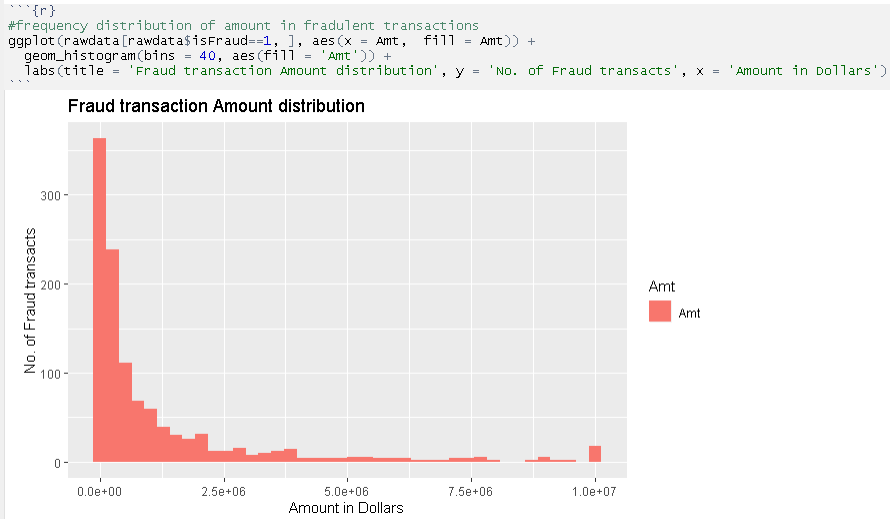 ```{r}
#frequency distribution of amount in fradulent transactions
ggplot(rawdata[rawdata$isFraud==1, ], aes(x = Amt,  fill = Amt)) +
  geom_histogram(bins = 40, aes(fill = 'Amt')) +
  labs(title = 'Fraud transaction Amount distribution', y = 'No. of Fraud transacts', x = 'Amount in Dollars')
```
Fraud transaction Amount distribution
No. of Fraud transacts
300
200
100
0
0.0e+00 2.5e+06 5.0e+06 7.5e+06 1.0e+07
Amount in Dollars
Amt
Amt